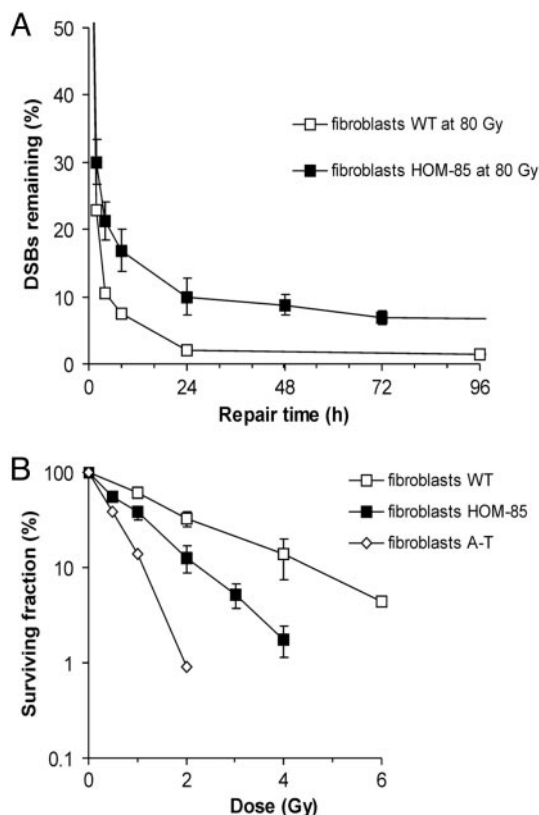 A
50
40
30
20
10
0
DSBs remaining (%)
fibroblasts WT at 80 Gy
fibroblasts HOM-85 at 80 Gy
0 24 48 72 96
Repair time (h)
B
100
10
1
0.1
Surviving fraction (%)
fibroblasts WT
fibroblasts HOM-85
fibroblasts A-T
0 2 4 6
Dose (Gy)